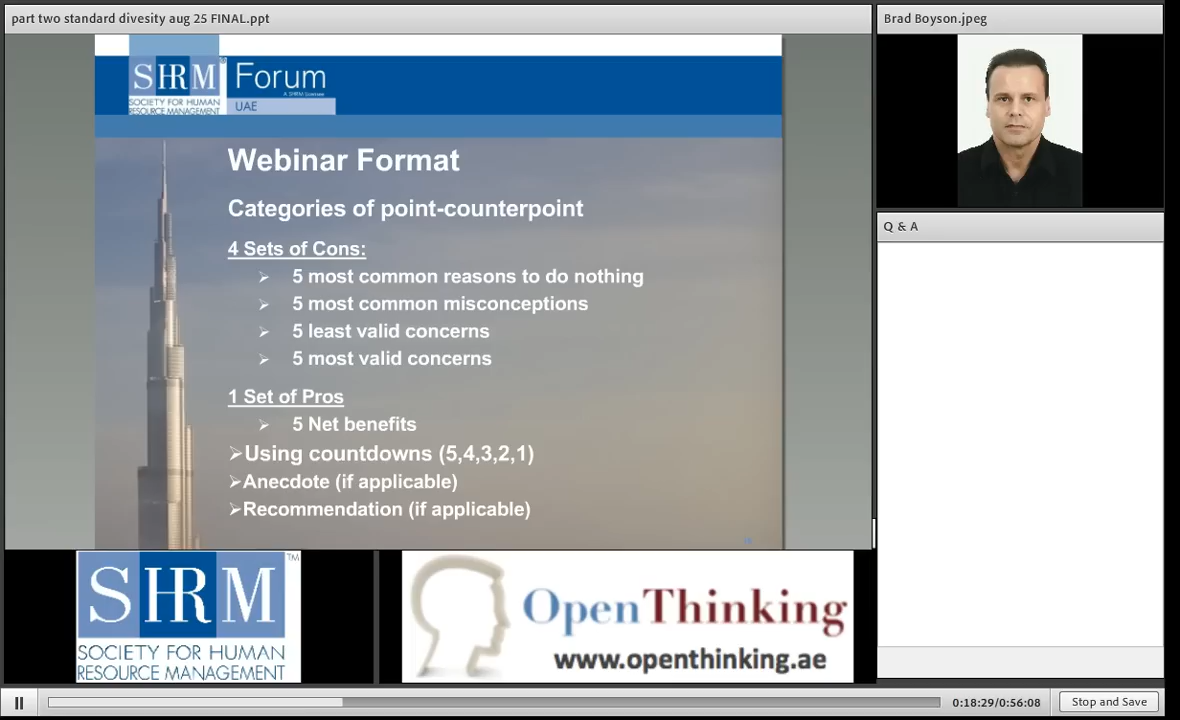 part two standard divesity aug 25 FINAL.ppt
Brad Boyson.jpeg
SHRM®
SOCIETY FOR HUMAN
RESOURCE MANAGEMENT
Forum
A SHRM Licensee
UAE
Webinar Format
Categories of point-counterpoint
4 Sets of Cons:
➢ 5 most common reasons to do nothing
➢ 5 most common misconceptions
➢ 5 least valid concerns
➢ 5 most valid concerns
1 Set of Pros
➢ 5 Net benefits
➢Using countdowns (5,4,3,2,1)
➢Anecdote (if applicable)
➢Recommendation (if applicable)
Q & A
SHRM™
SOCIETY FOR HUMAN
RESOURCE MANAGEMENT
OpenThinking
www.openthinking.ae
0:18:29/0:56:08
Stop and Save